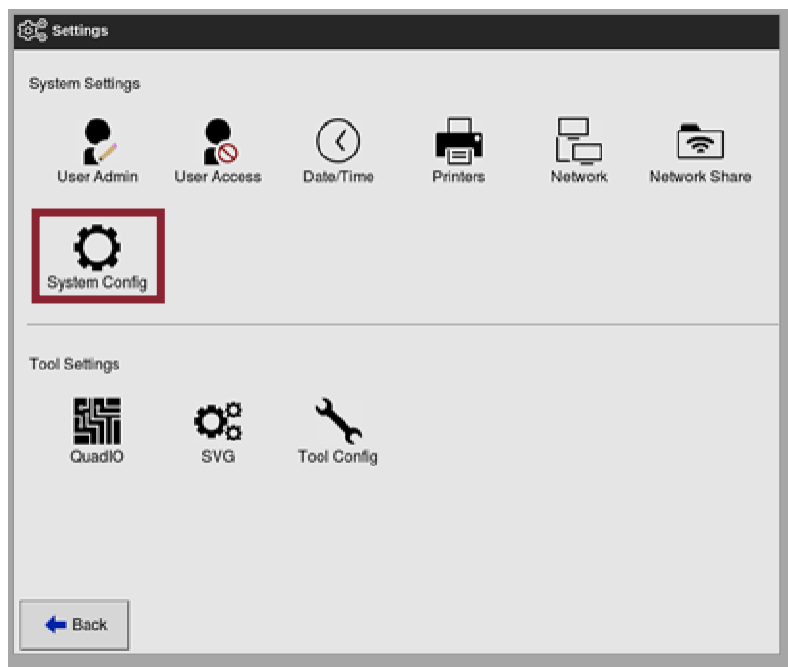 Settings
System Settings
User Admin User Access Date/Time Printers Network Network Share
System Config
Tool Settings
QuadIO SVG Tool Config
Back